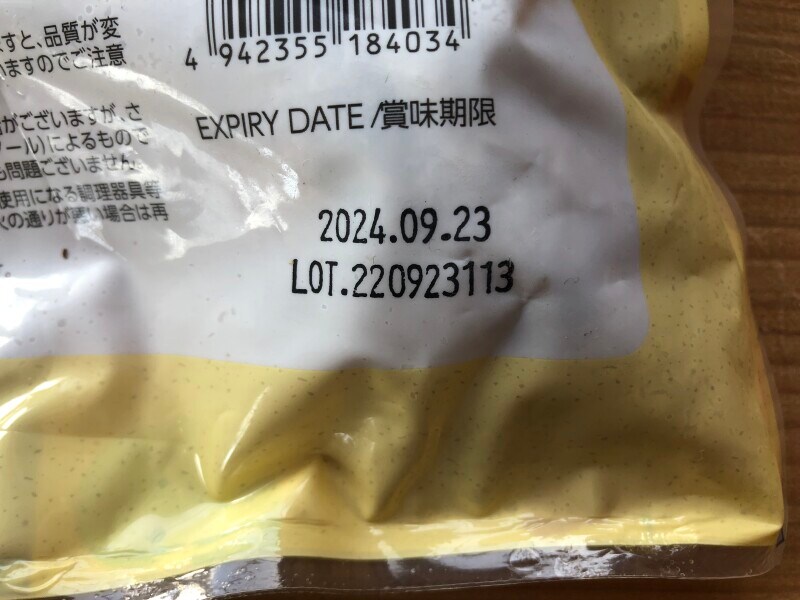 すと、品質が変
ますのでご注意
がございますが、さ
ール)によるもので
問題ございません。
使用になる調理器具等
の通りが悪い場合は再
4 942355 184034
EXPIRY DATE /賞味期限
2024.09.23
LOT.220923113